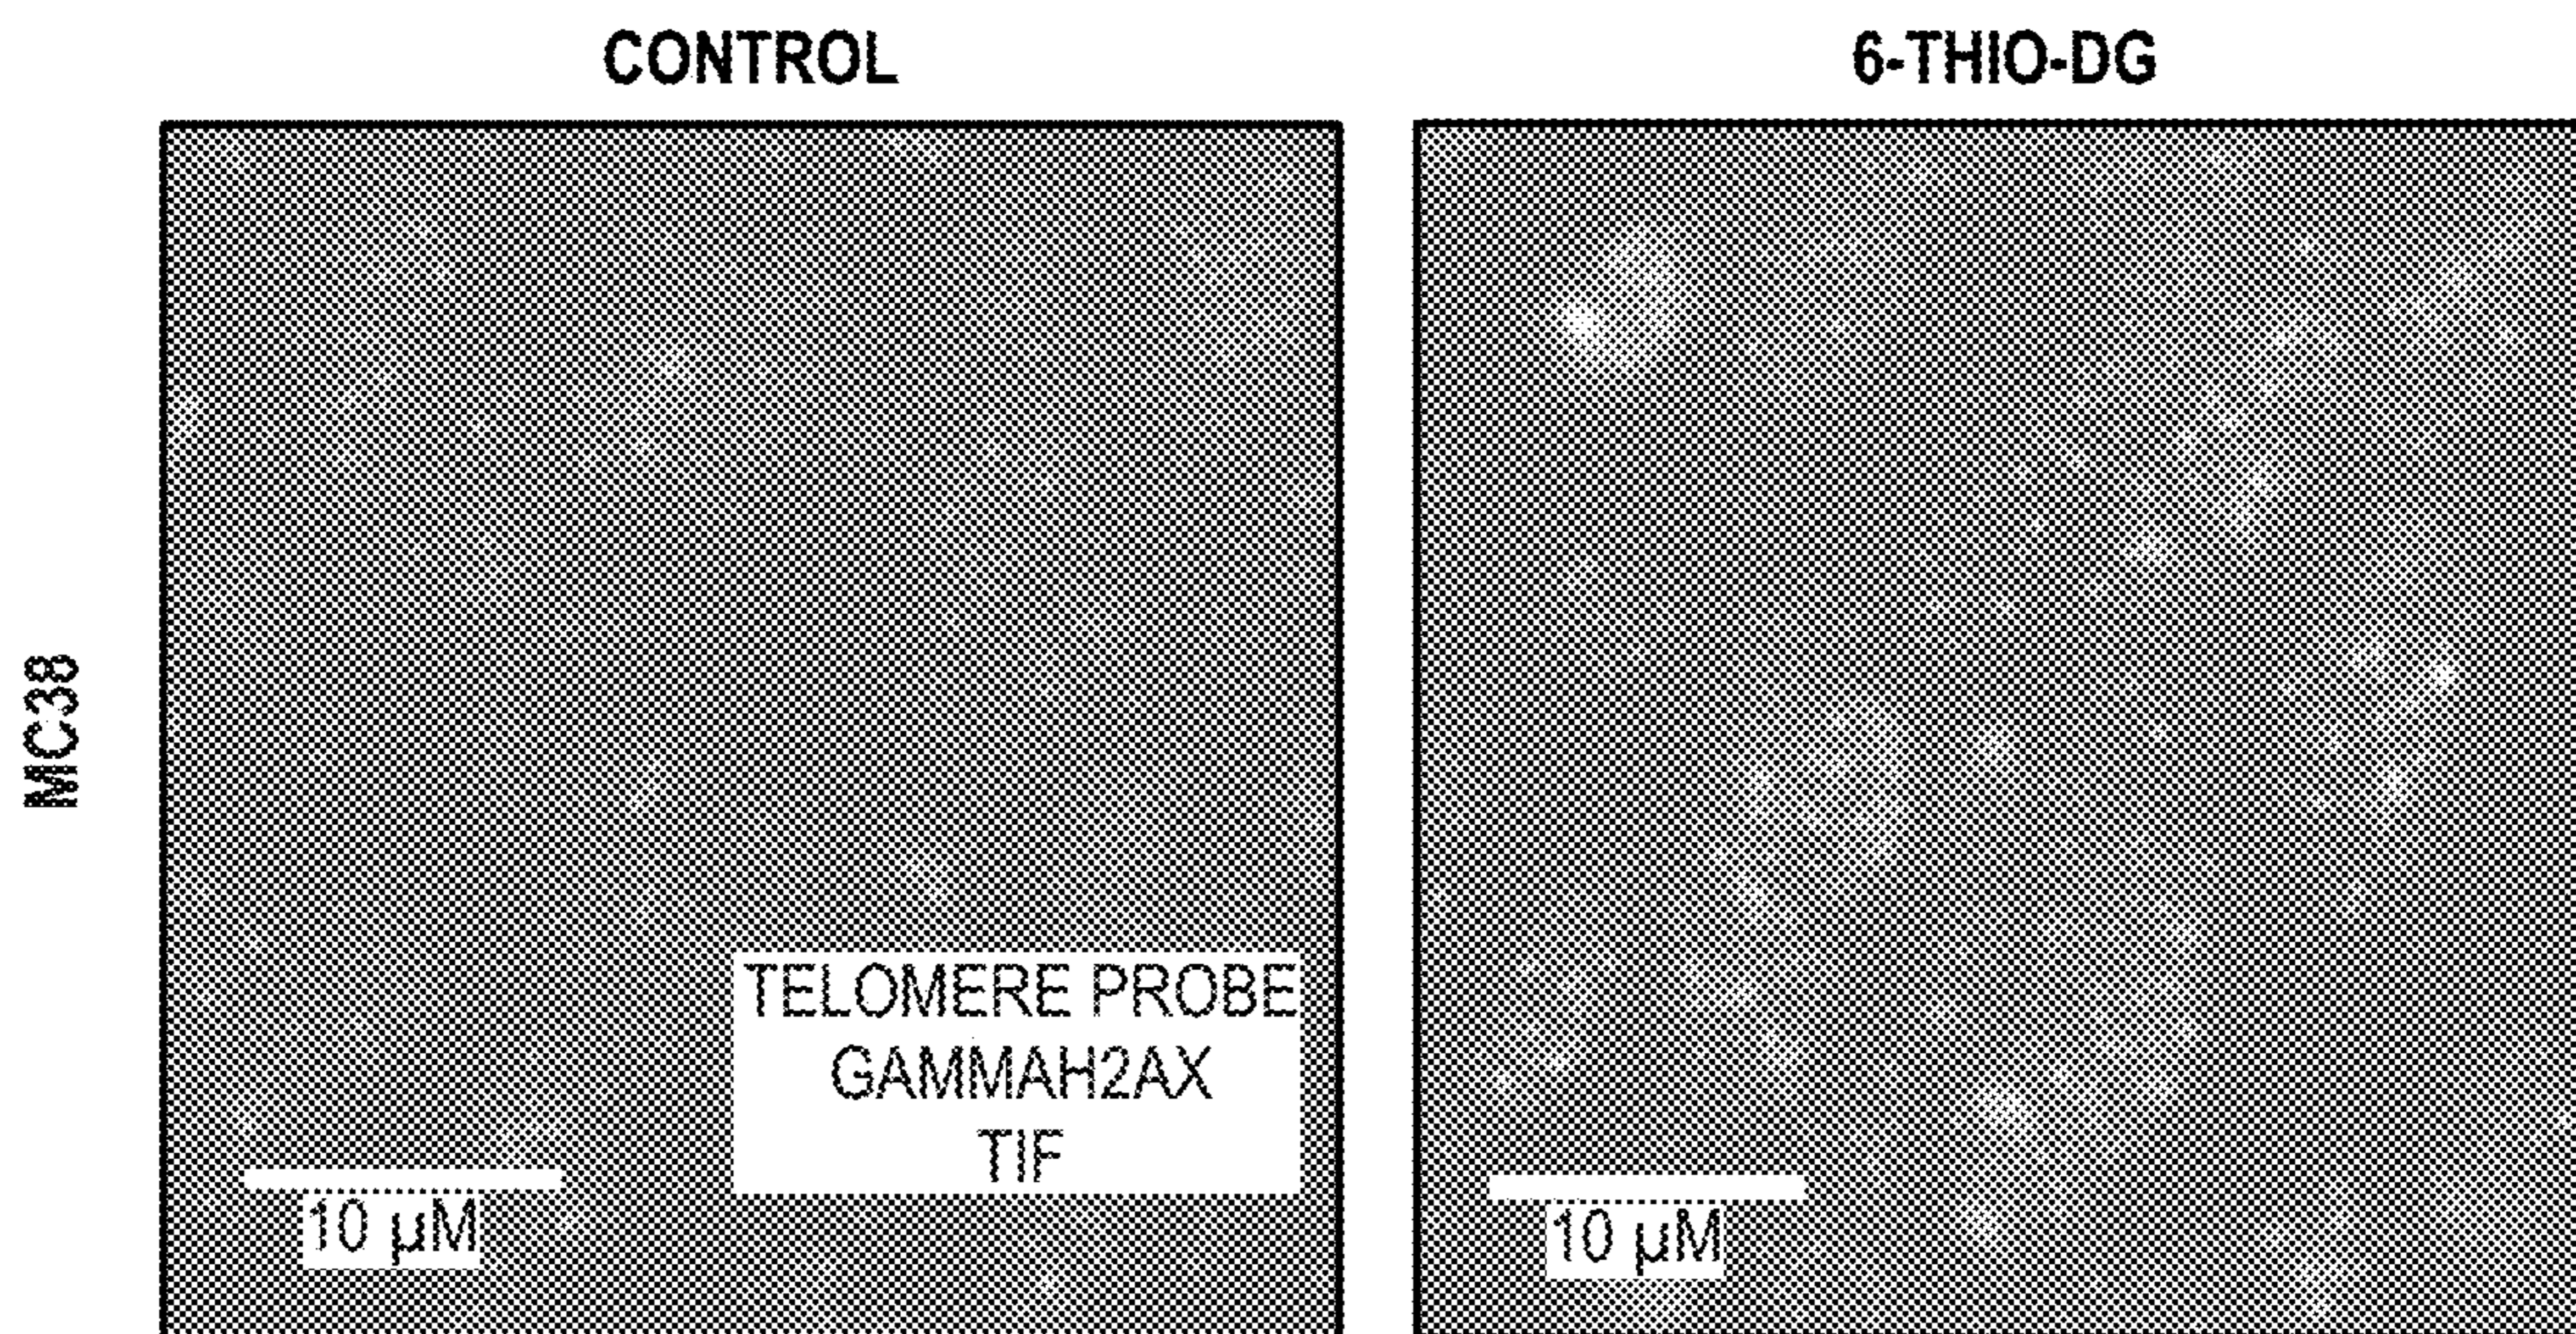 CONTROL
6-THIO-DG
MC38
TELOMERE PROBE
GAMMAH2AX
TIF
10 µM
10 µM